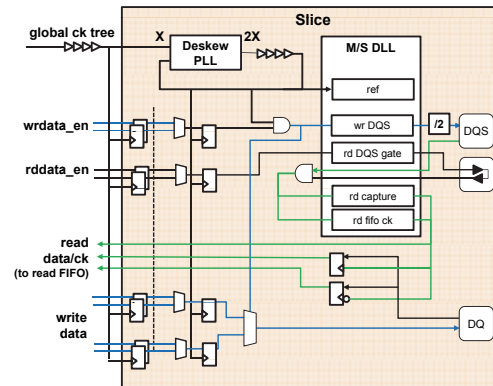 Slice
global ck tree
X
Deskew
PLL
2X
M/S DLL
ref
wrdata_en
wr DQS
/2
DQS
rddata_en
rd DQS gate
rd capture
rd fifo ck
read
data/ck
(to read FIFO)
write
data
DQ